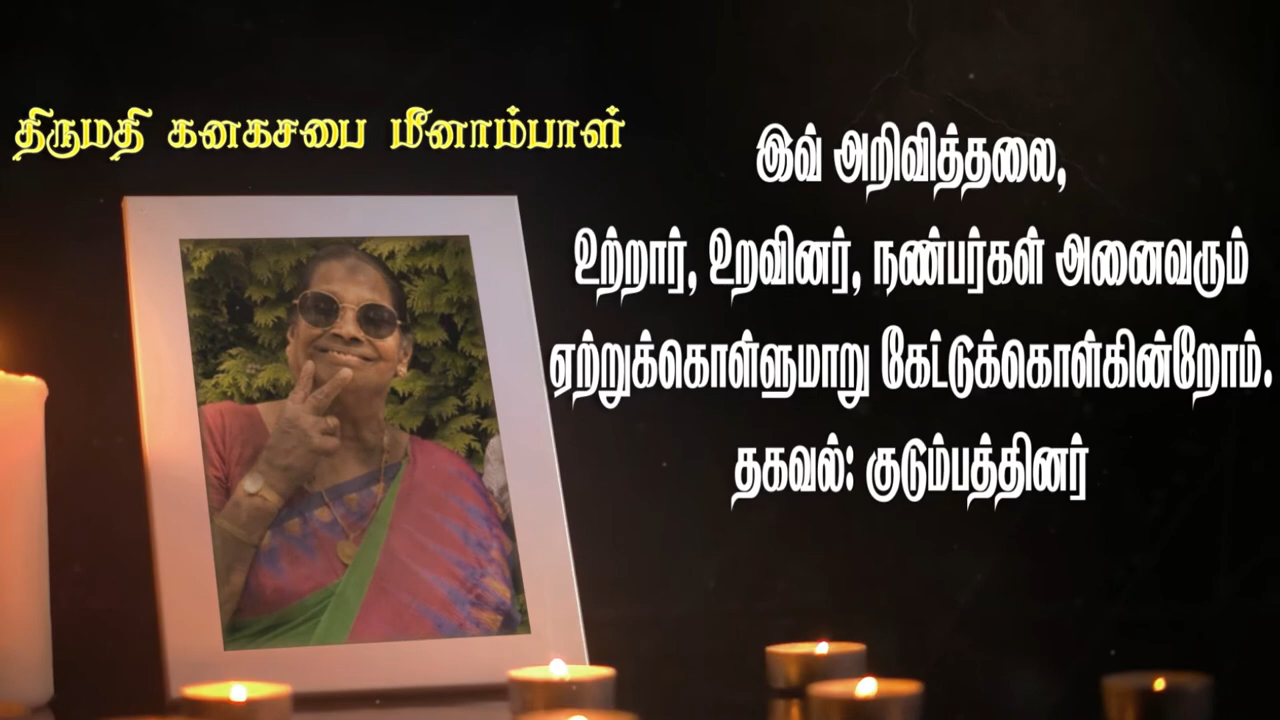 திருமதி கனகசபை மீனாம்பாள்
இவ் அறிவித்தலை,
உற்றார், உறவினர், நண்பர்கள் அனைவரும்
ஏற்றுக்கொள்ளுமாறு கேட்டுக்கொள்கின்றோம்.
தகவல்: குடும்பத்தினர்